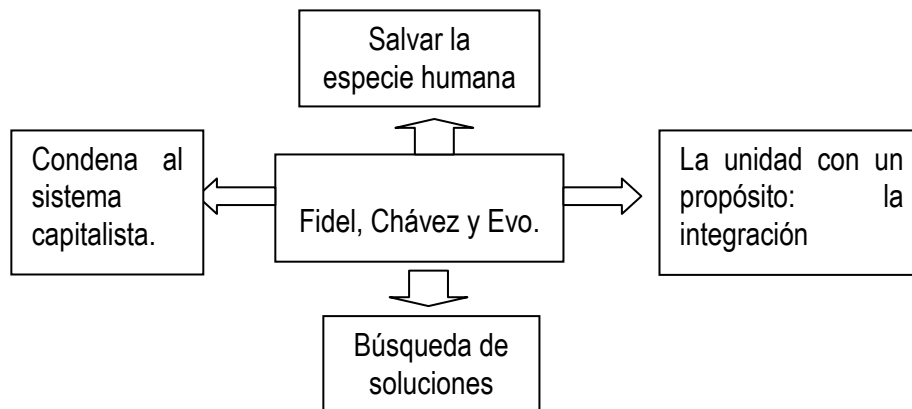 Salvar la
especie humana
Condena al
sistema
capitalista.
Fidel, Chávez y Evo.
La unidad con un
propósito: la
integración
Búsqueda de
soluciones